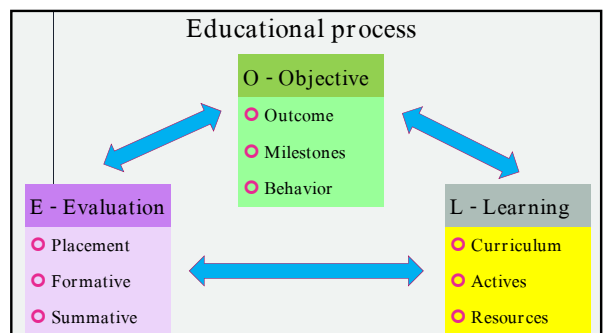 Educational process
O - Objective
Outcome
Milestones
Behavior
E - Evaluation
Placement
Formative
Summative
L - Learning
Curriculum
Actives
Resources